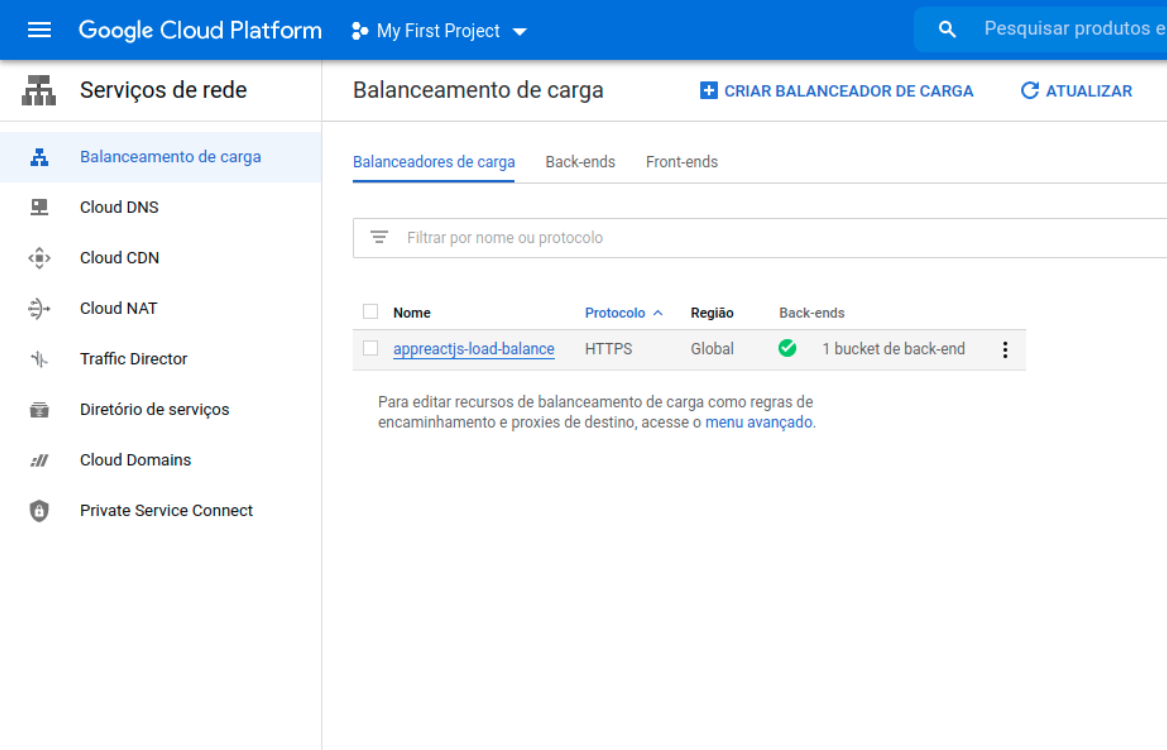 Google Cloud Platform My First Project Pesquisar produtos e
Serviços de rede
Balanceamento de carga CRIAR BALANCEADOR DE CARGA ATUALIZAR
Balanceamento de carga
Cloud DNS
Cloud CDN
Cloud NAT
Traffic Director
Diretório de serviços
Cloud Domains
Private Service Connect
Balanceadores de carga Back-ends Front-ends
Filtrar por nome ou protocolo
Nome Protocolo Região Back-ends
appreactjs-load-balance HTTPS Global 1 bucket de back-end
Para editar recursos de balanceamento de carga como regras de
encaminhamento e proxies de destino, acesse o menu avançado.